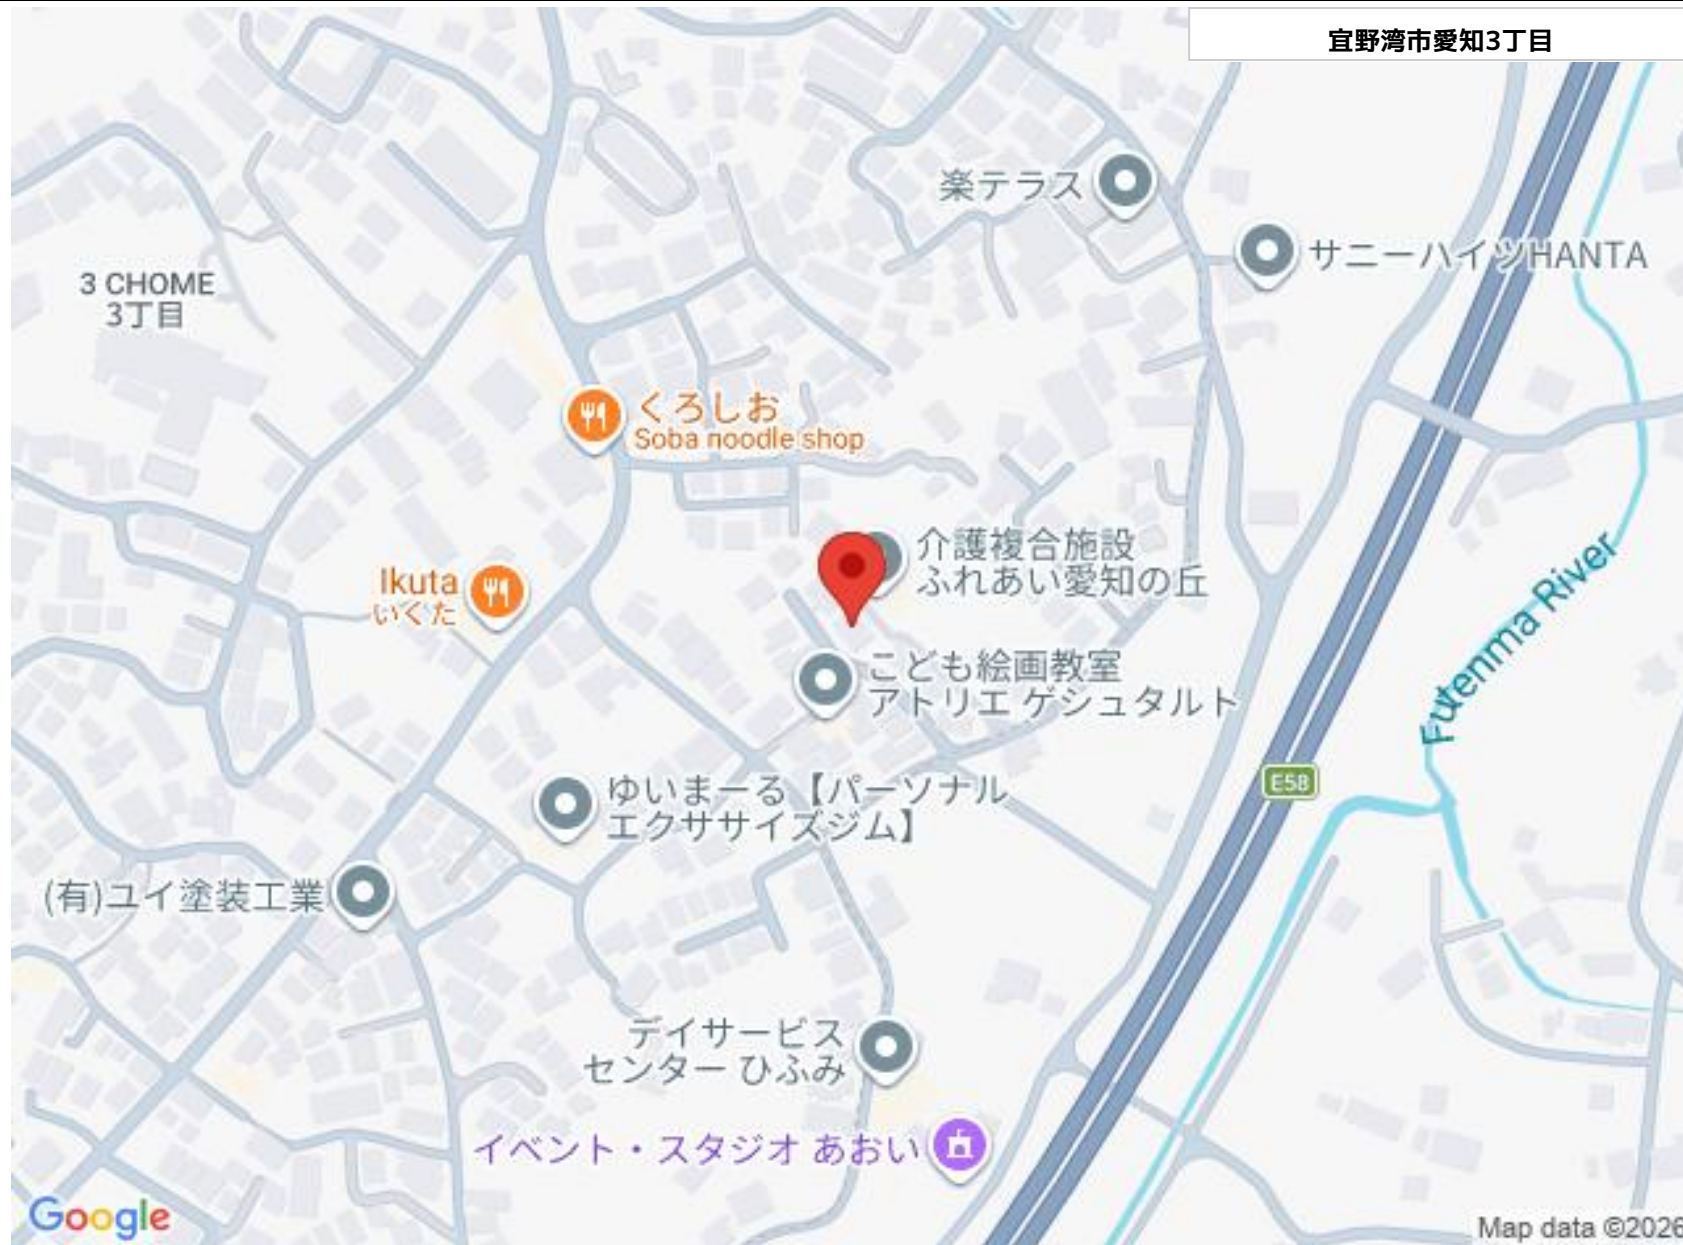 宜野湾市愛知3丁目
楽テラス
サニーハイツHANTA
3 CHOME
3丁目
くろしお
Soba noodle shop
介護複合施設
ふれあい愛知の丘
Ikuta
いくた
Futenma River
こども絵画教室
アトリエ ゲシュタルト
E58
ゆいまーる【パーソナル
エクササイズジム】
(有)ユイ塗装工業
デイサービス
センター ひふみ
イベント・スタジオ あおい
Google
Map data ©2026